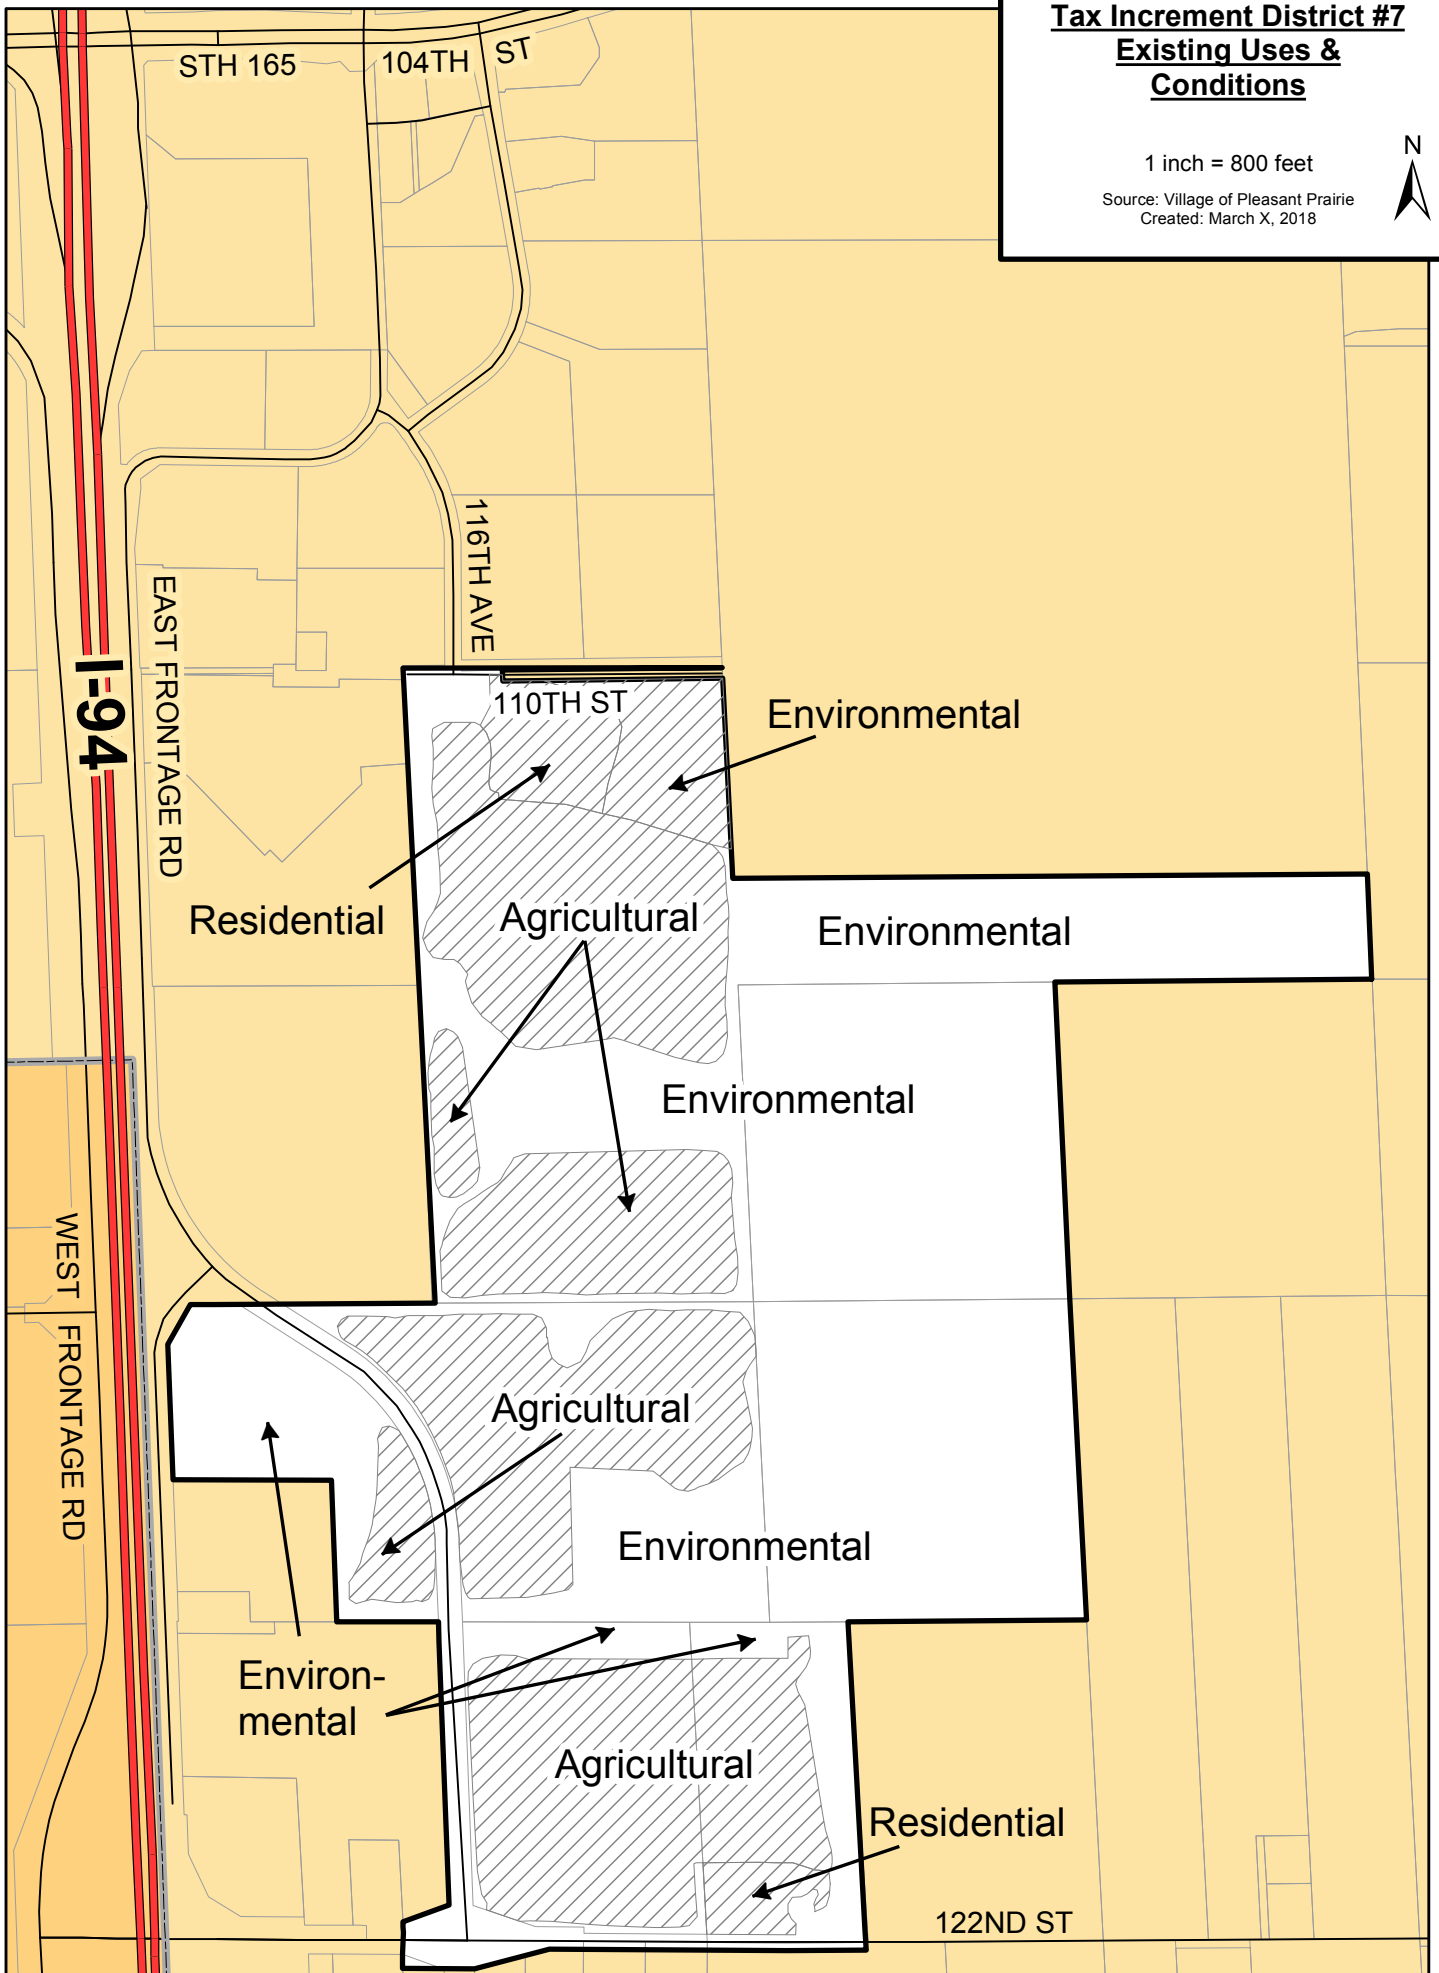 Tax Increment District #7
Existing Uses &
Conditions
1 inch = 800 feet
Source: Village of Pleasant Prairie
Created: March X, 2018
N
STH 165
104TH ST
116TH AVE
EAST FRONTAGE RD
I-94
110TH ST
Environmental
Residential
Agricultural
Environmental
Environmental
WEST FRONTAGE RD
Agricultural
Environmental
Environ-
mental
Agricultural
Residential
122ND ST